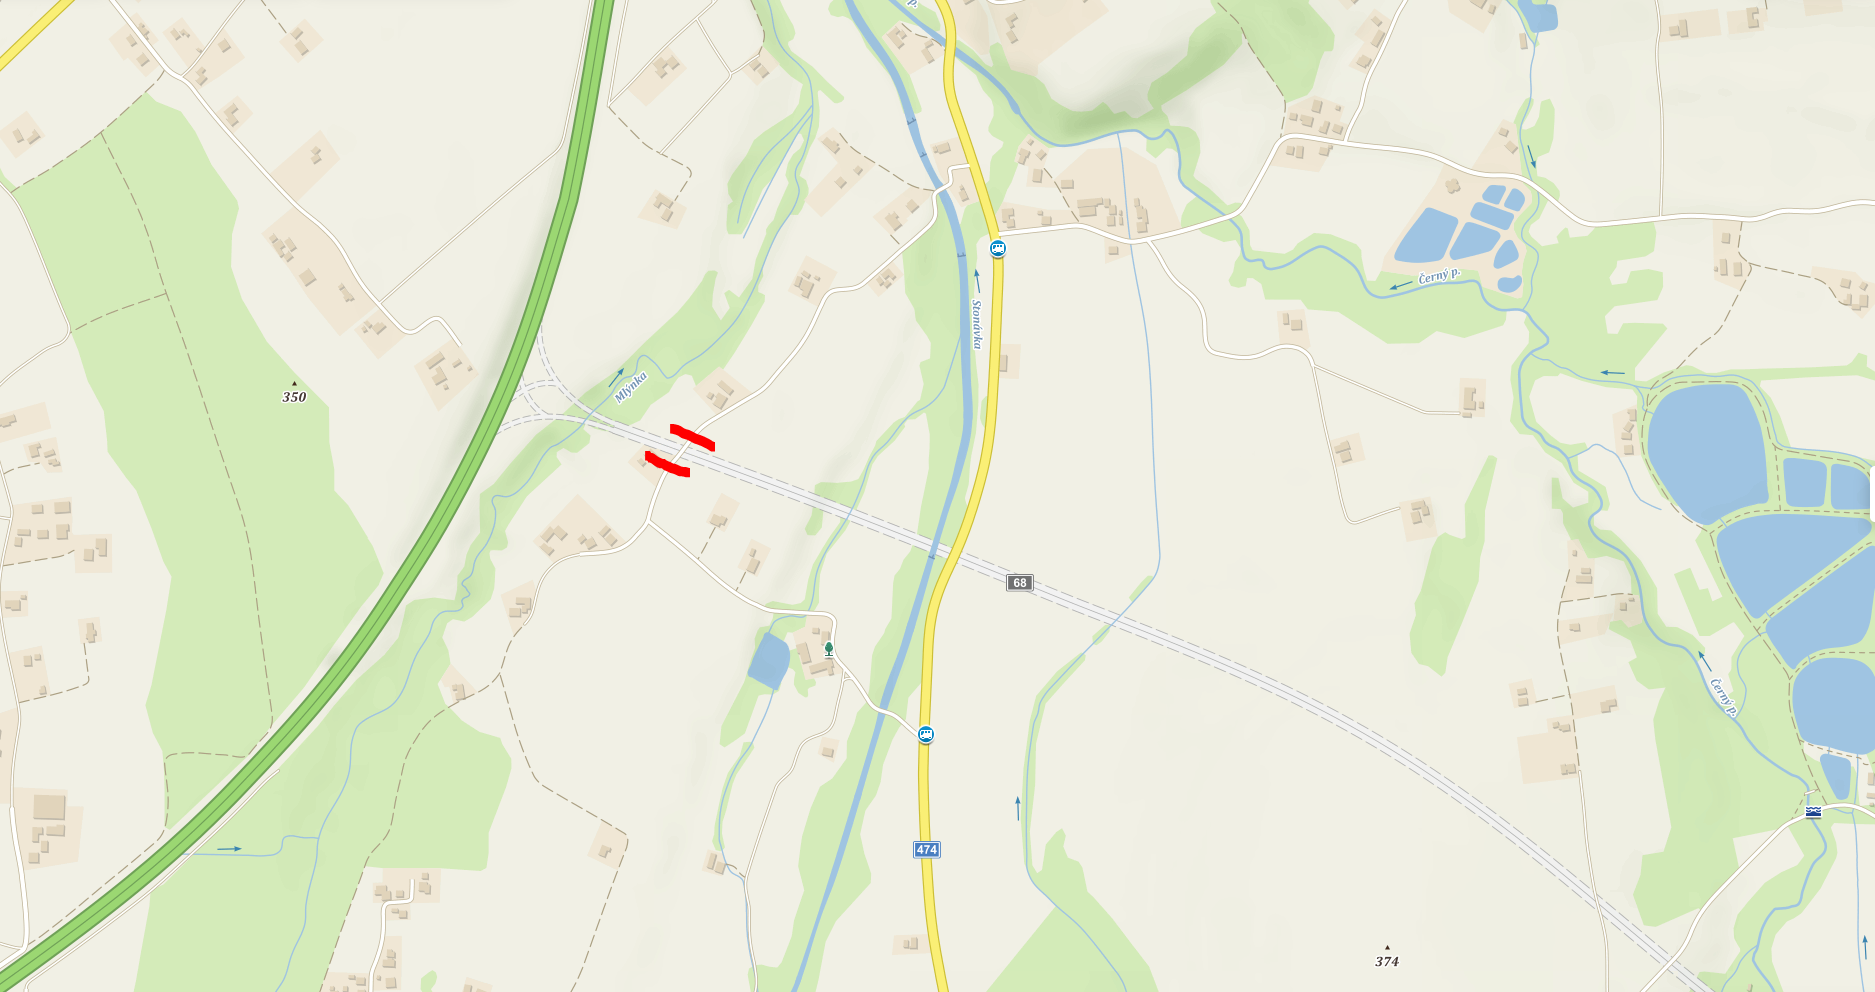 p.
Stonávka
Černý p.
Mlýnka
350
68
Černý p.
474
374